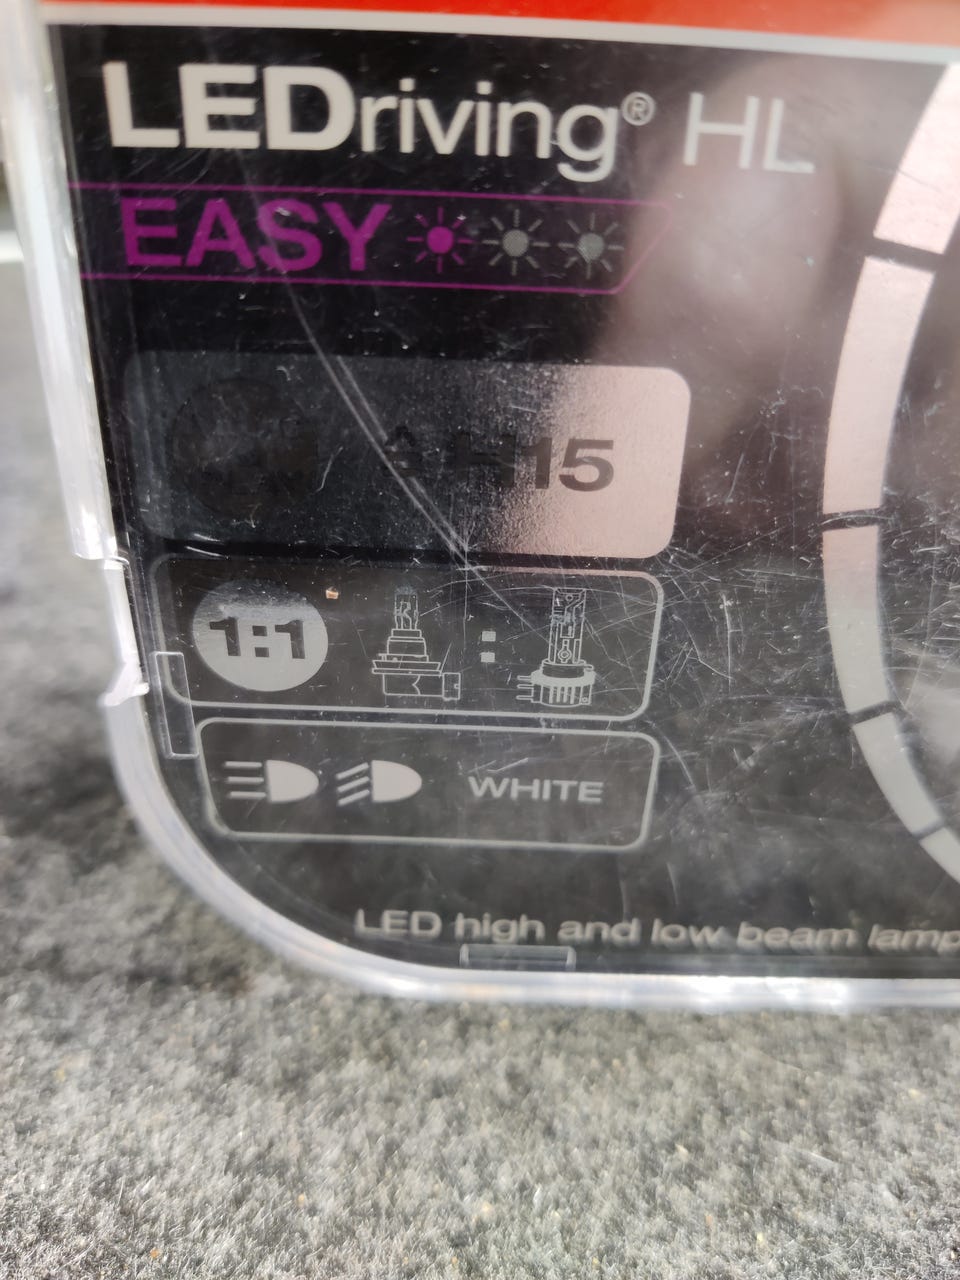 LEDriving® HL
EASY
≙ H15
1:1 :
WHITE
LED high and low beam lamp